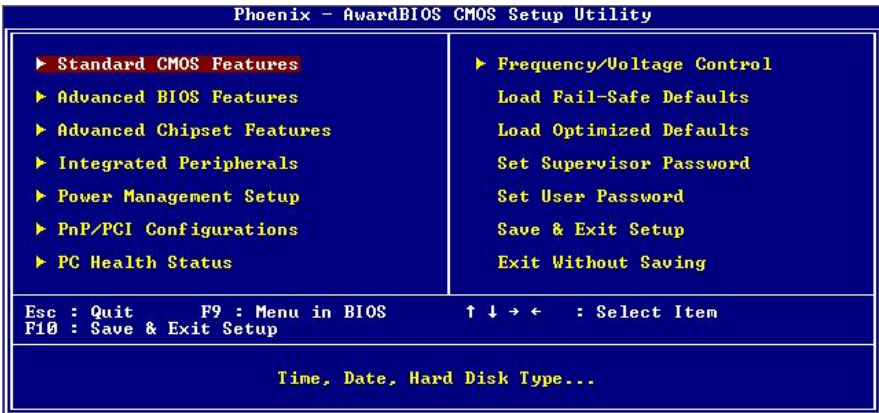 Phoenix - AwardBIOS CMOS Setup Utility
▶ Standard CMOS Features
▶ Advanced BIOS Features
▶ Advanced Chipset Features
▶ Integrated Peripherals
▶ Power Management Setup
▶ PnP/PCI Configurations
▶ PC Health Status
▶ Frequency/Voltage Control
Load Fail-Safe Defaults
Load Optimized Defaults
Set Supervisor Password
Set User Password
Save & Exit Setup
Exit Without Saving
Esc : Quit F9 : Menu in BIOS ↑ ↓ → ← : Select Item
F10 : Save & Exit Setup
Time, Date, Hard Disk Type...